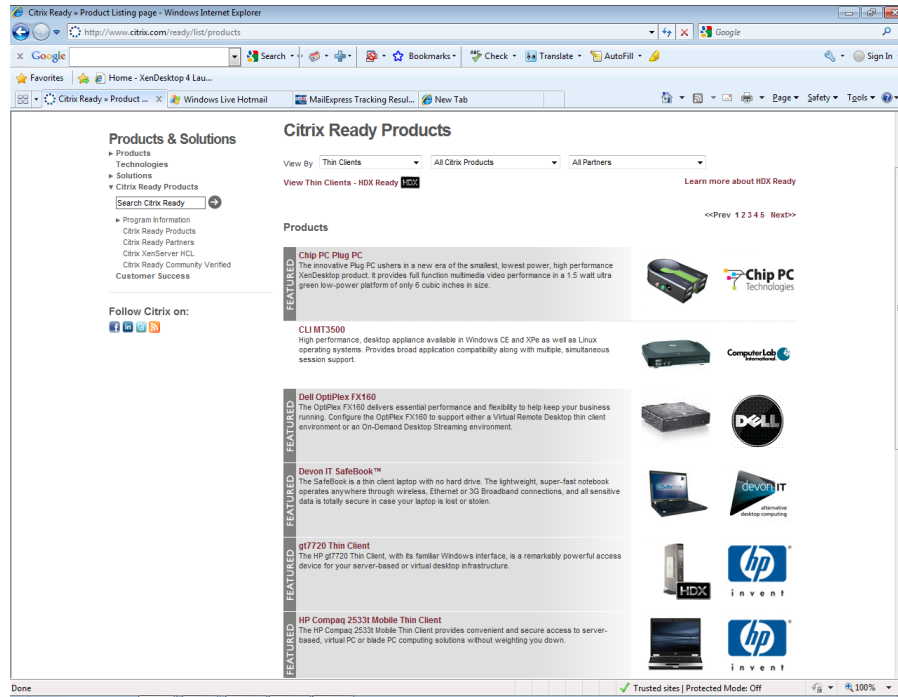 Citrix Ready » Product Listing page - Windows Internet Explorer
http://www.citrix.com/ready/list/products
Google
x Google Search Bookmarks Check Translate AutoFill Sign In
Favorites Home - XenDesktop 4 Lau...
Citrix Ready » Product ... X Windows Live Hotmail MailExpress Tracking Resul... New Tab Page Safety Tools
Products & Solutions
Products
Technologies
Solutions
Citrix Ready Products
Search Citrix Ready
Program Information
Citrix Ready Products
Citrix Ready Partners
Citrix XenServer HCL
Citrix Ready Community Verified
Customer Success
Follow Citrix on:
Citrix Ready Products
View By Thin Clients All Citrix Products All Partners
View Thin Clients - HDX Ready HDX Learn more about HDX Ready
<<Prev 1 2 3 4 5 Next>>
Products
FEATURED
Chip PC Plug PC
The innovative Plug PC ushers in a new era of the smallest, lowest power, high performance
XenDesktop product. It provides full function multimedia video performance in a 1.5 watt ultra
green low-power platform of only 6 cubic inches in size.
Chip PC
Technologies
CLI MT3500
High performance, desktop appliance available in Windows CE and XPe as well as Linux
operating systems. Provides broad application compatibility along with multiple, simultaneous
session support.
ComputerLab
International
FEATURED
Dell OptiPlex FX160
The OptiPlex FX160 delivers essential performance and flexibility to help keep your business
running. Configure the OptiPlex FX160 to support either a Virtual Remote Desktop thin client
environment or an On-Demand Desktop Streaming environment.
DELL
FEATURED
Devon IT SafeBook™
The SafeBook is a thin client laptop with no hard drive. The lightweight, super-fast notebook
operates anywhere through wireless, Ethernet or 3G Broadband connections, and all sensitive
data is totally secure in case your laptop is lost or stolen.
devon IT
alternative
desktop computing
FEATURED
gt7720 Thin Client
The HP gt7720 Thin Client, with its familiar Windows interface, is a remarkably powerful access
device for your server-based or virtual desktop infrastructure.
HDX
hp
invent
FEATURED
HP Compaq 2533t Mobile Thin Client
The HP Compaq 2533t Mobile Thin Client provides convenient and secure access to server-
based, virtual PC or blade PC computing solutions without weighting you down.
hp
invent
Done Trusted sites | Protected Mode: Off 100%